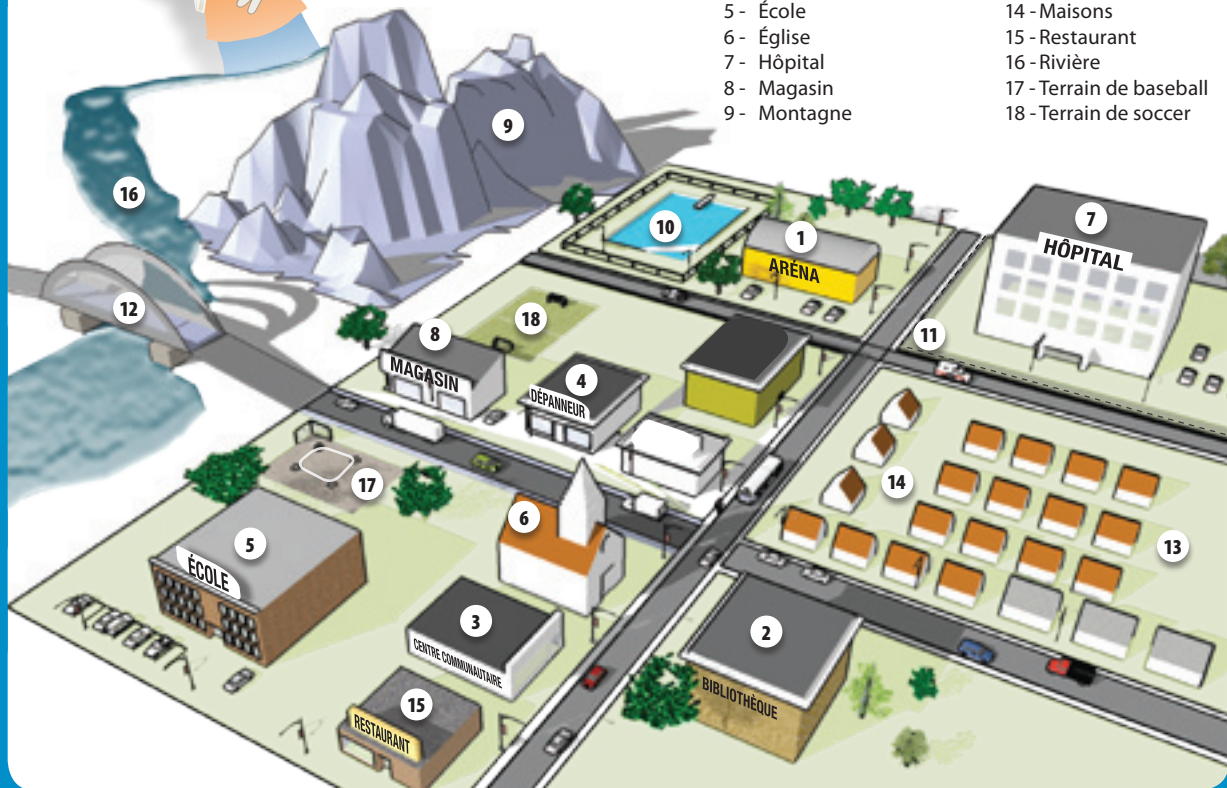 5 - École
6 - Église
7 - Hôpital
8 - Magasin
9 - Montagne
14 - Maisons
15 - Restaurant
16 - Rivière
17 - Terrain de baseball
18 - Terrain de soccer
9
16
7
HÔPITAL
10
1
ARÉNA
12
18
11
8
MAGASIN
4
DÉPANNEUR
14
17
6
13
5
ÉCOLE
3
CENTRE COMMUNAUTAIRE
2
BIBLIOTHÈQUE
15
RESTAURANT